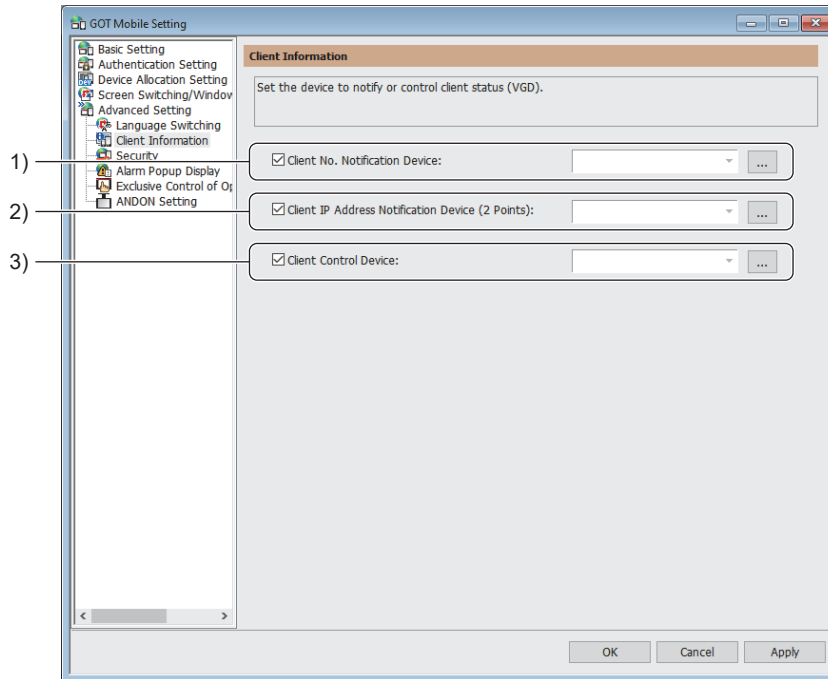 GOT Mobile Setting
Basic Setting
Authentication Setting
Device Allocation Setting
Screen Switching/Window
Advanced Setting
Language Switching
Client Information
Security
Alarm Popup Display
Exclusive Control of Op
ANDON Setting
Client Information
Set the device to notify or control client status (VGD).
1)
Client No. Notification Device:
...
2)
Client IP Address Notification Device (2 Points):
...
3)
Client Control Device:
...
OK Cancel Apply